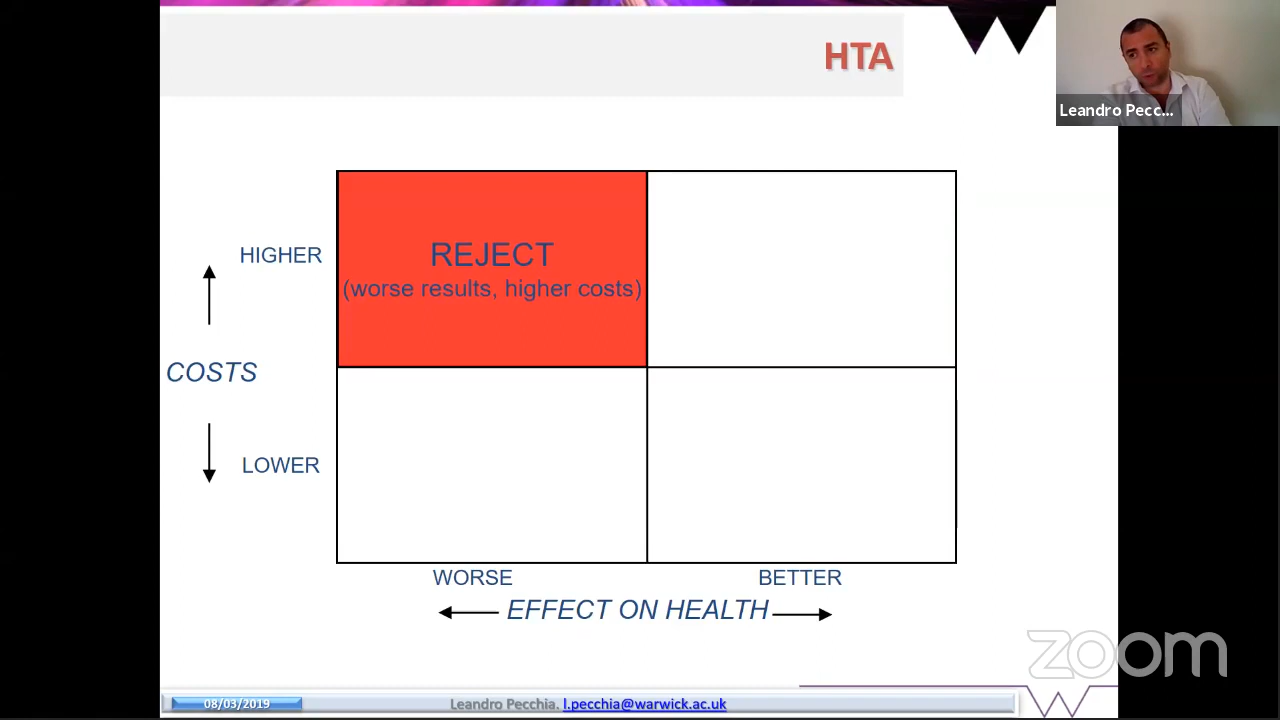 HTA
Leandro Pecc...
HIGHER
REJECT
(worse results, higher costs)
COSTS
LOWER
WORSE
BETTER
EFFECT ON HEALTH
zoom
08/03/2019
Leandro Pecchia. l.pecchia@warwick.ac.uk